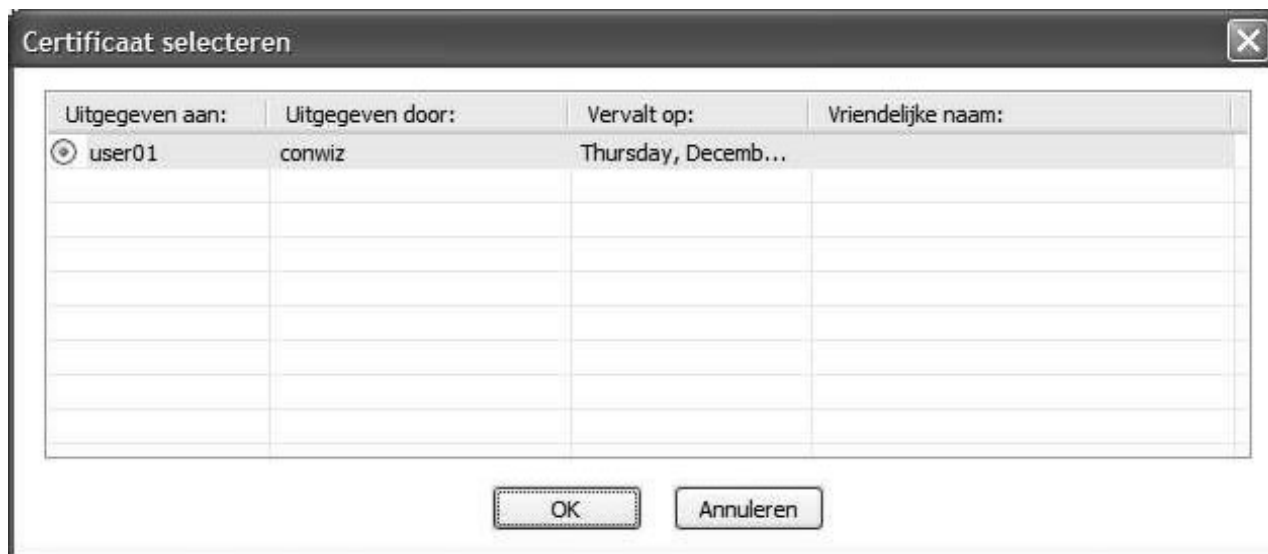 Certificaat selecteren
Uitgegeven aan: Uitgegeven door: Vervalt op: Vriendelijke naam:
user01 conwiz Thursday, Decemb...
OK Annuleren